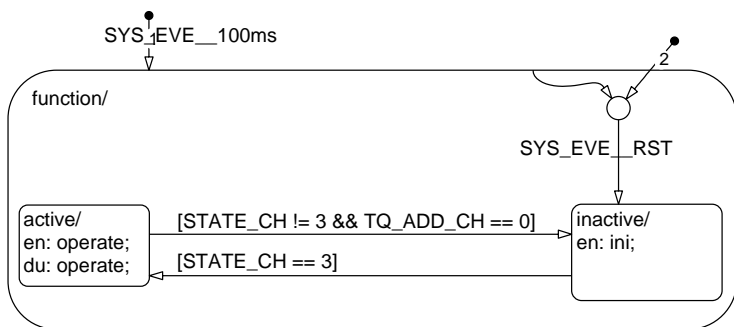 SYS_EVE__100ms
1
2
function/
SYS_EVE__RST
active/
en: operate;
du: operate;
[STATE_CH != 3 && TQ_ADD_CH == 0]
[STATE_CH == 3]
inactive/
en: ini;